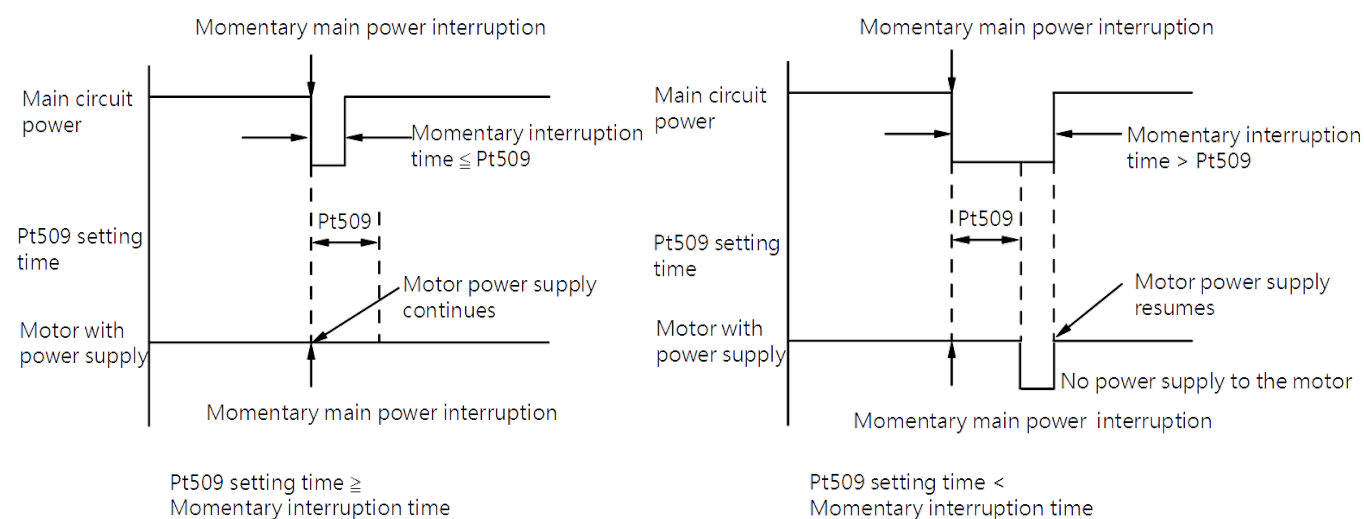 Momentary main power interruption
Main circuit
power
Momentary interruption
time ≦ Pt509
Pt509
Pt509 setting
time
Motor power supply
continues
Motor with
power supply
Momentary main power interruption
Pt509 setting time ≧
Momentary interruption time
Momentary main power interruption
Main circuit
power
Momentary interruption
time > Pt509
Pt509
Pt509 setting
time
Motor power supply
resumes
Motor with
power supply
No power supply to the motor
Momentary main power interruption
Pt509 setting time <
Momentary interruption time